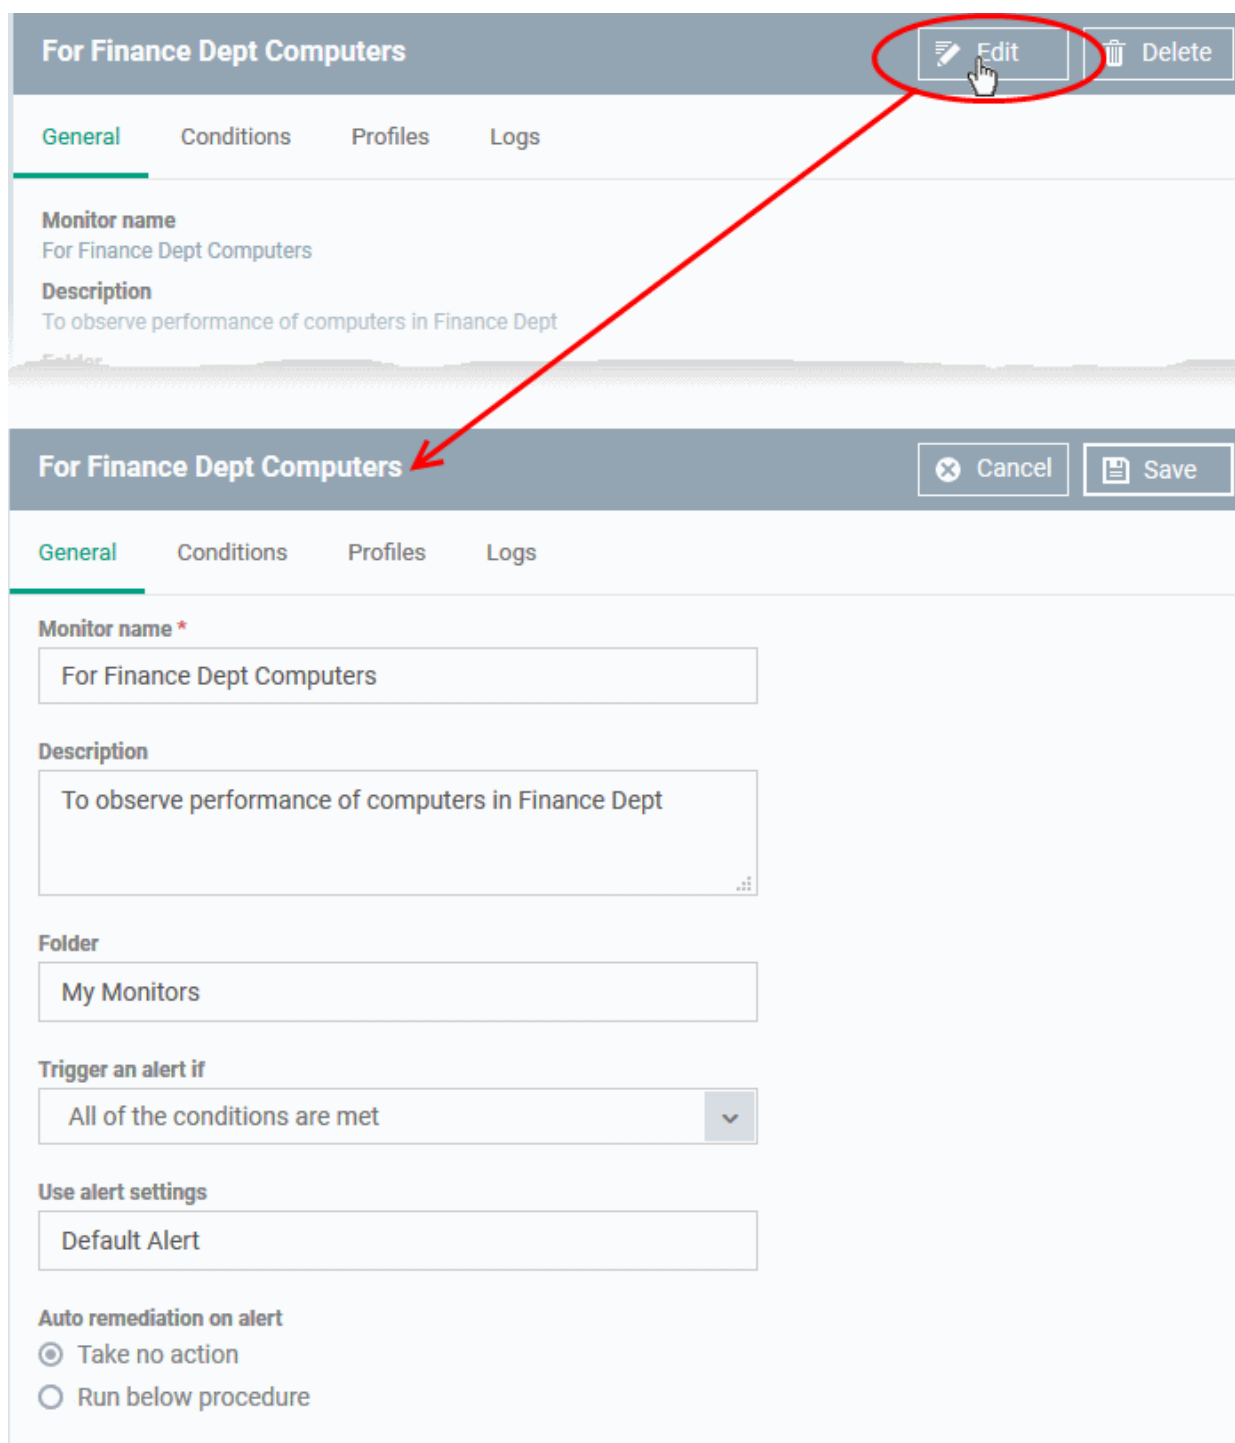 For Finance Dept Computers
Edit
Delete
General Conditions Profiles Logs
Monitor name
For Finance Dept Computers
Description
To observe performance of computers in Finance Dept
Folder
For Finance Dept Computers
Cancel
Save
General Conditions Profiles Logs
Monitor name *
For Finance Dept Computers
Description
To observe performance of computers in Finance Dept
Folder
My Monitors
Trigger an alert if
All of the conditions are met
Use alert settings
Default Alert
Auto remediation on alert
Take no action
Run below procedure